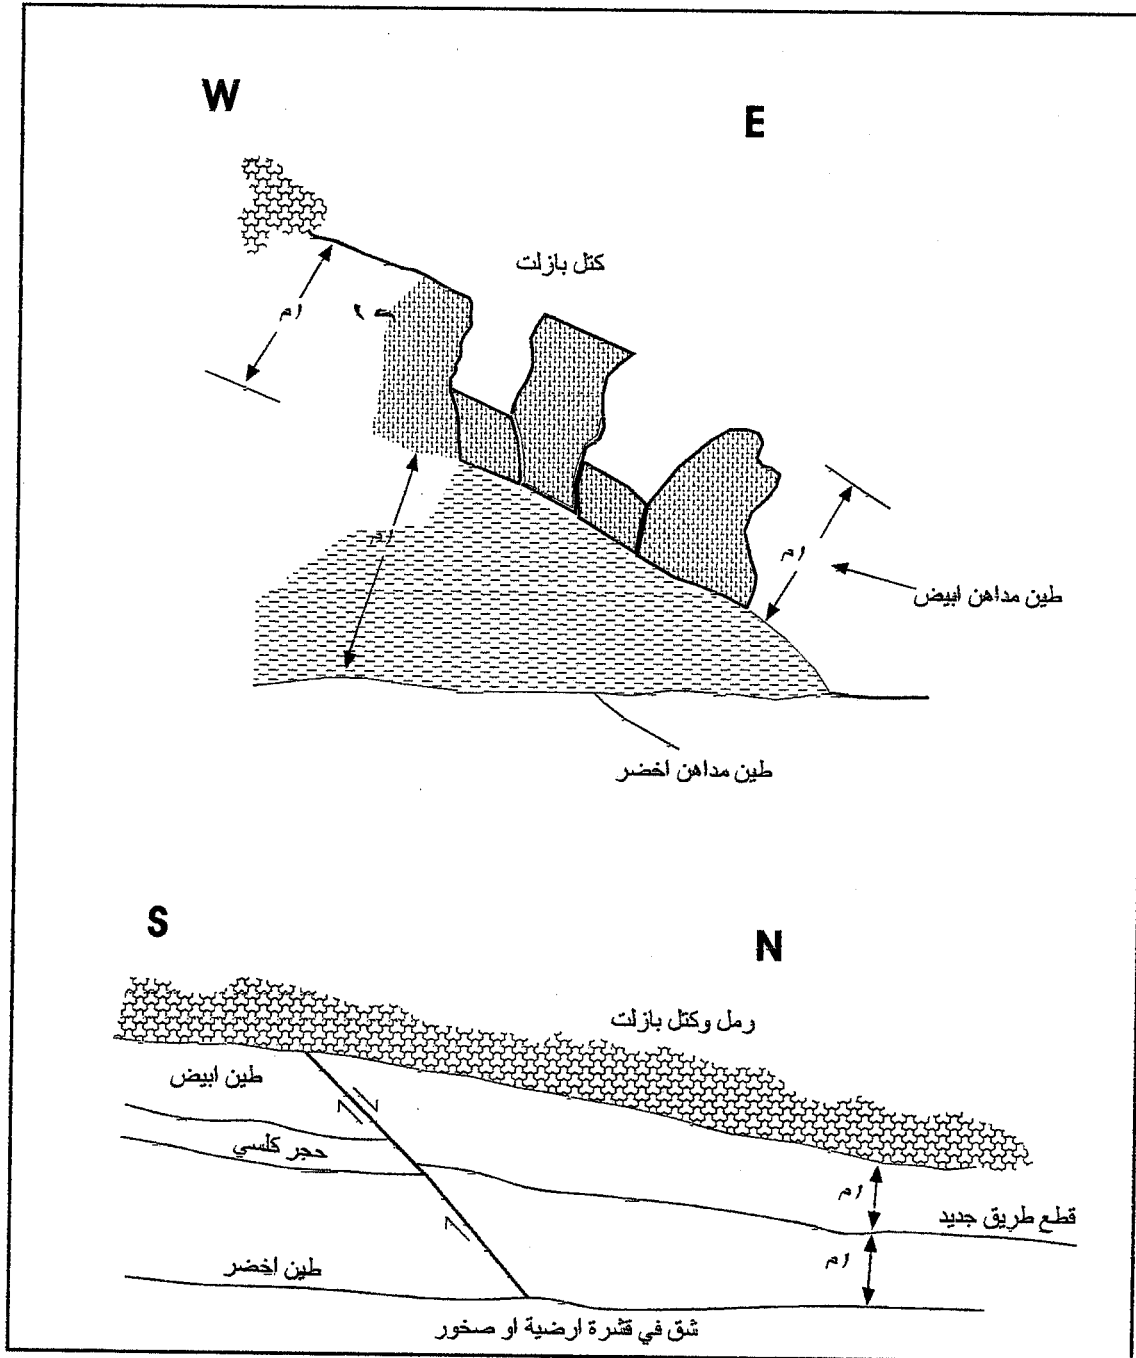 W
E
كتل بازلت
١م
١م
١م
طين مداهن ابيض
طين مداهن اخضر
S
N
رمل وكتل بازلت
طين ابيض
حجر كلسي
١م
قطع طريق جديد
١م
طين اخضر
شق في قشرة ارضية او صخور